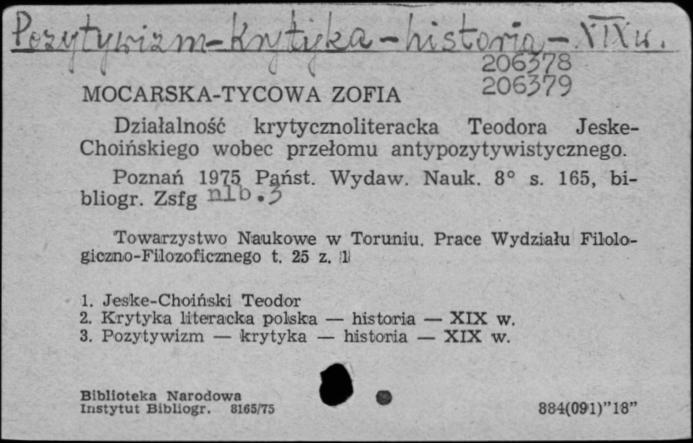 Pozytywizm-krytyka-historia-XIX w.
206378
206379
MOCARSKA-TYCOWA ZOFIA
Działalność krytycznoliteracka Teodora Jeske-
Choińskiego wobec przełomu antypozytywistycznego.
Poznań 1975 Państ. Wydaw. Nauk. 8° s. 165, bi-
bliogr. Zsfg nlb. 3
Towarzystwo Naukowe w Toruniu. Prace Wydziału Filolo-
giczno-Filozoficznego t. 25 z. 1
1. Jeske-Choiński Teodor
2. Krytyka literacka polska — historia — XIX w.
3. Pozytywizm — krytyka — historia — XIX w.
Biblioteka Narodowa
Instytut Bibliogr. 8165/75
884(091)"18"